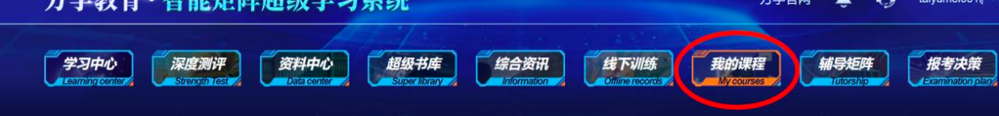 万学教育·智能矩阵超级学习系统
万学官网
学习中心 深度测评 资料中心 超级书库 综合资讯 线下训练 我的课程 辅导矩阵 报考决策
Learning center Strength Test Data center Super library Information Offline records My courses Tutorship Examination plan